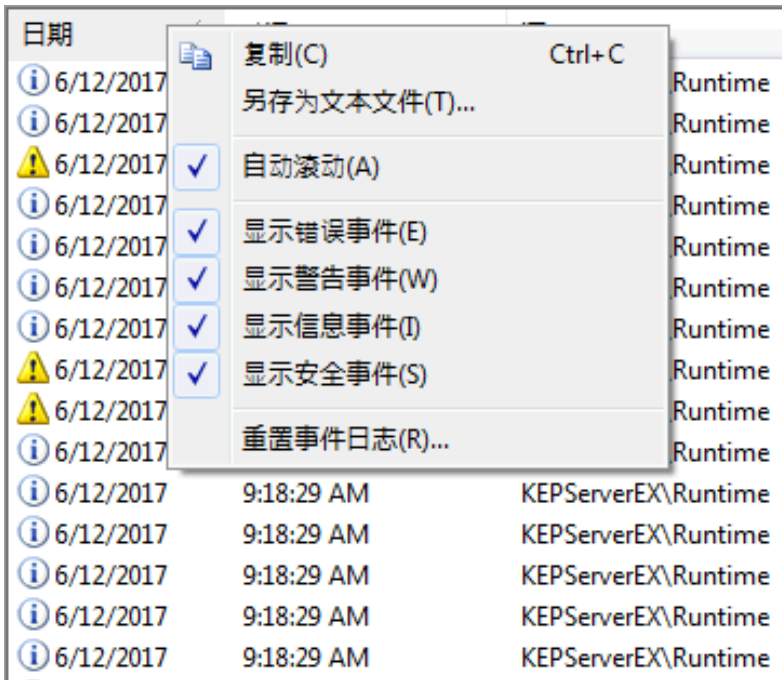 日期
复制(C) Ctrl+C
6/12/2017 Runtime
另存为文本文件(T)...
6/12/2017 Runtime
6/12/2017 自动滚动(A) Runtime
6/12/2017 Runtime
6/12/2017 显示错误事件(E) Runtime
6/12/2017 显示警告事件(W) Runtime
6/12/2017 显示信息事件(I) Runtime
6/12/2017 显示安全事件(S) Runtime
6/12/2017 Runtime
6/12/2017 重置事件日志(R)... Runtime
6/12/2017 9:18:29 AM KEPServerEX\Runtime
6/12/2017 9:18:29 AM KEPServerEX\Runtime
6/12/2017 9:18:29 AM KEPServerEX\Runtime
6/12/2017 9:18:29 AM KEPServerEX\Runtime
6/12/2017 9:18:29 AM KEPServerEX\Runtime